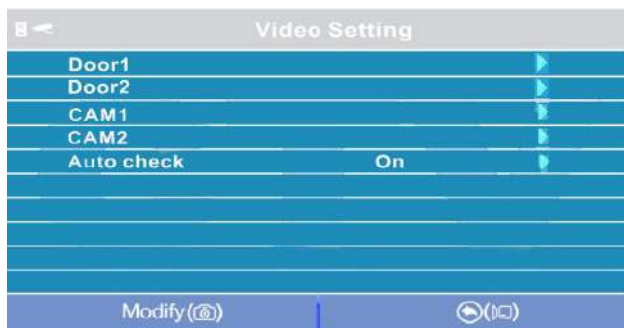 Video Setting
Door1
Door2
CAM1
CAM2
Auto check On
Modify()
()